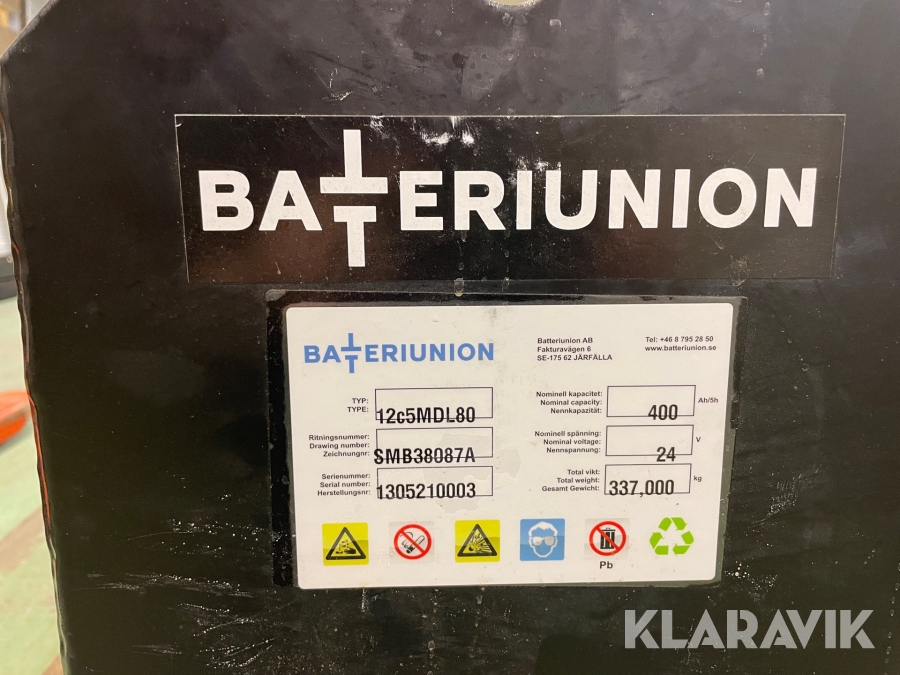 BATTERIUNION
BATTERIUNION
Batteriunion AB
Fakturavägen 6
SE-175 62 JÄRFÄLLA
Tel: +46 8 795 28 50
www.batteriunion.se
TYP:
TYPE:
12c5MDL80
Ritningsnummer:
Drawing number:
Zeichnungnr:
SMB38087A
Serienummer:
Serial number:
Herstellungsnr:
1305210003
Nominell kapacitet:
Nominal capacity:
Nennkapazität:
400
Ah/5h
Nominell spänning:
Nominal voltage:
Nennspannung:
24
V
Total vikt:
Total weight:
Gesamt Gewicht:
337,000
kg
Pb
KLARAVIK